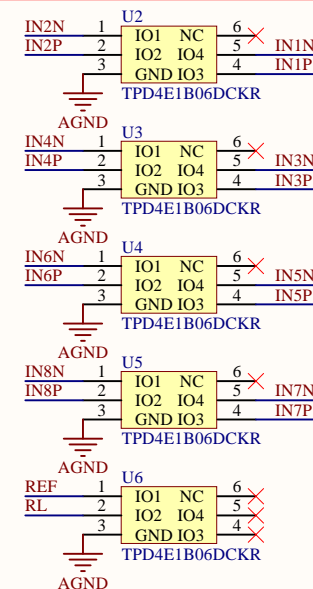 U2
IN2N 1 IO1 NC 6
IN2P 2 IO2 IO4 5 IN1N
3 GND IO3 4 IN1P
TPD4E1B06DCKR
AGND
U3
IN4N 1 IO1 NC 6
IN4P 2 IO2 IO4 5 IN3N
3 GND IO3 4 IN3P
TPD4E1B06DCKR
AGND
U4
IN6N 1 IO1 NC 6
IN6P 2 IO2 IO4 5 IN5N
3 GND IO3 4 IN5P
TPD4E1B06DCKR
AGND
U5
IN8N 1 IO1 NC 6
IN8P 2 IO2 IO4 5 IN7N
3 GND IO3 4 IN7P
TPD4E1B06DCKR
AGND
U6
REF 1 IO1 NC 6
RL 2 IO2 IO4 5
3 GND IO3 4
TPD4E1B06DCKR
AGND